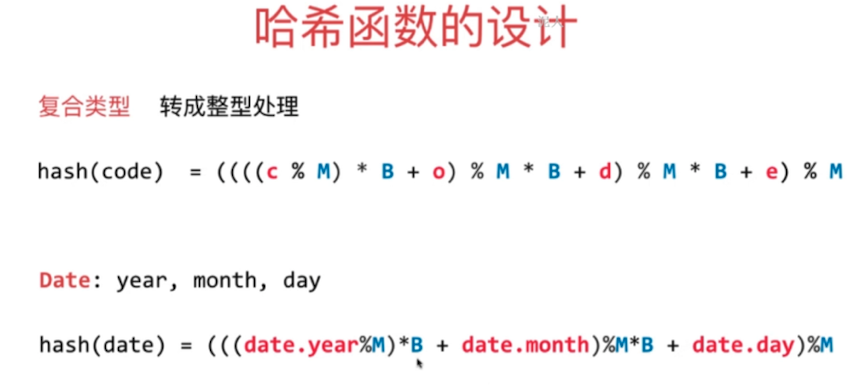 哈希函数的设计
复合类型 转成整型处理
hash(code) = ((((c % M) * B + o) % M * B + d) % M * B + e) % M
Date: year, month, day
hash(date) = (((date.year%M)*B + date.month)%M*B + date.day)%M